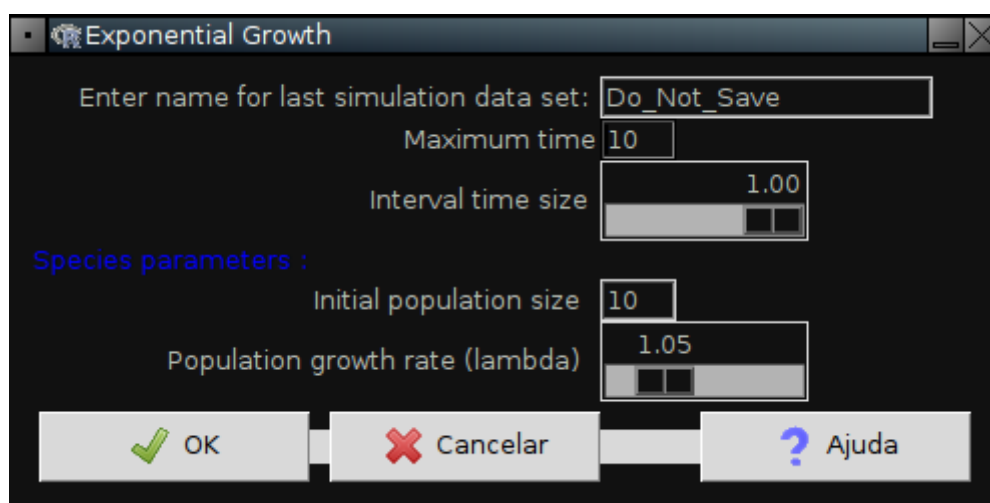 Exponential Growth
Enter name for last simulation data set: Do_Not_Save
Maximum time 10
Interval time size 1.00
Species parameters :
Initial population size 10
Population growth rate (lambda) 1.05
OK Cancelar Ajuda